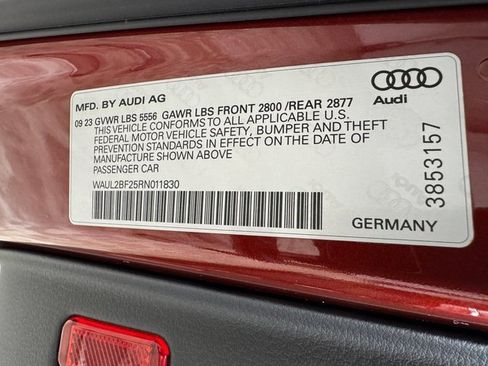 MFD. BY AUDI AG
09 23 GVWR LBS 5556 GAWR LBS FRONT 2800 /REAR 2877
THIS VEHICLE CONFORMS TO ALL APPLICABLE U.S.
FEDERAL MOTOR VEHICLE SAFETY, BUMPER AND THEFT
PREVENTION STANDARDS IN EFFECT ON THE DATE OF
MANUFACTURE SHOWN ABOVE
PASSENGER CAR
WAUL2BF25RN011830
Audi
3853157
GERMANY